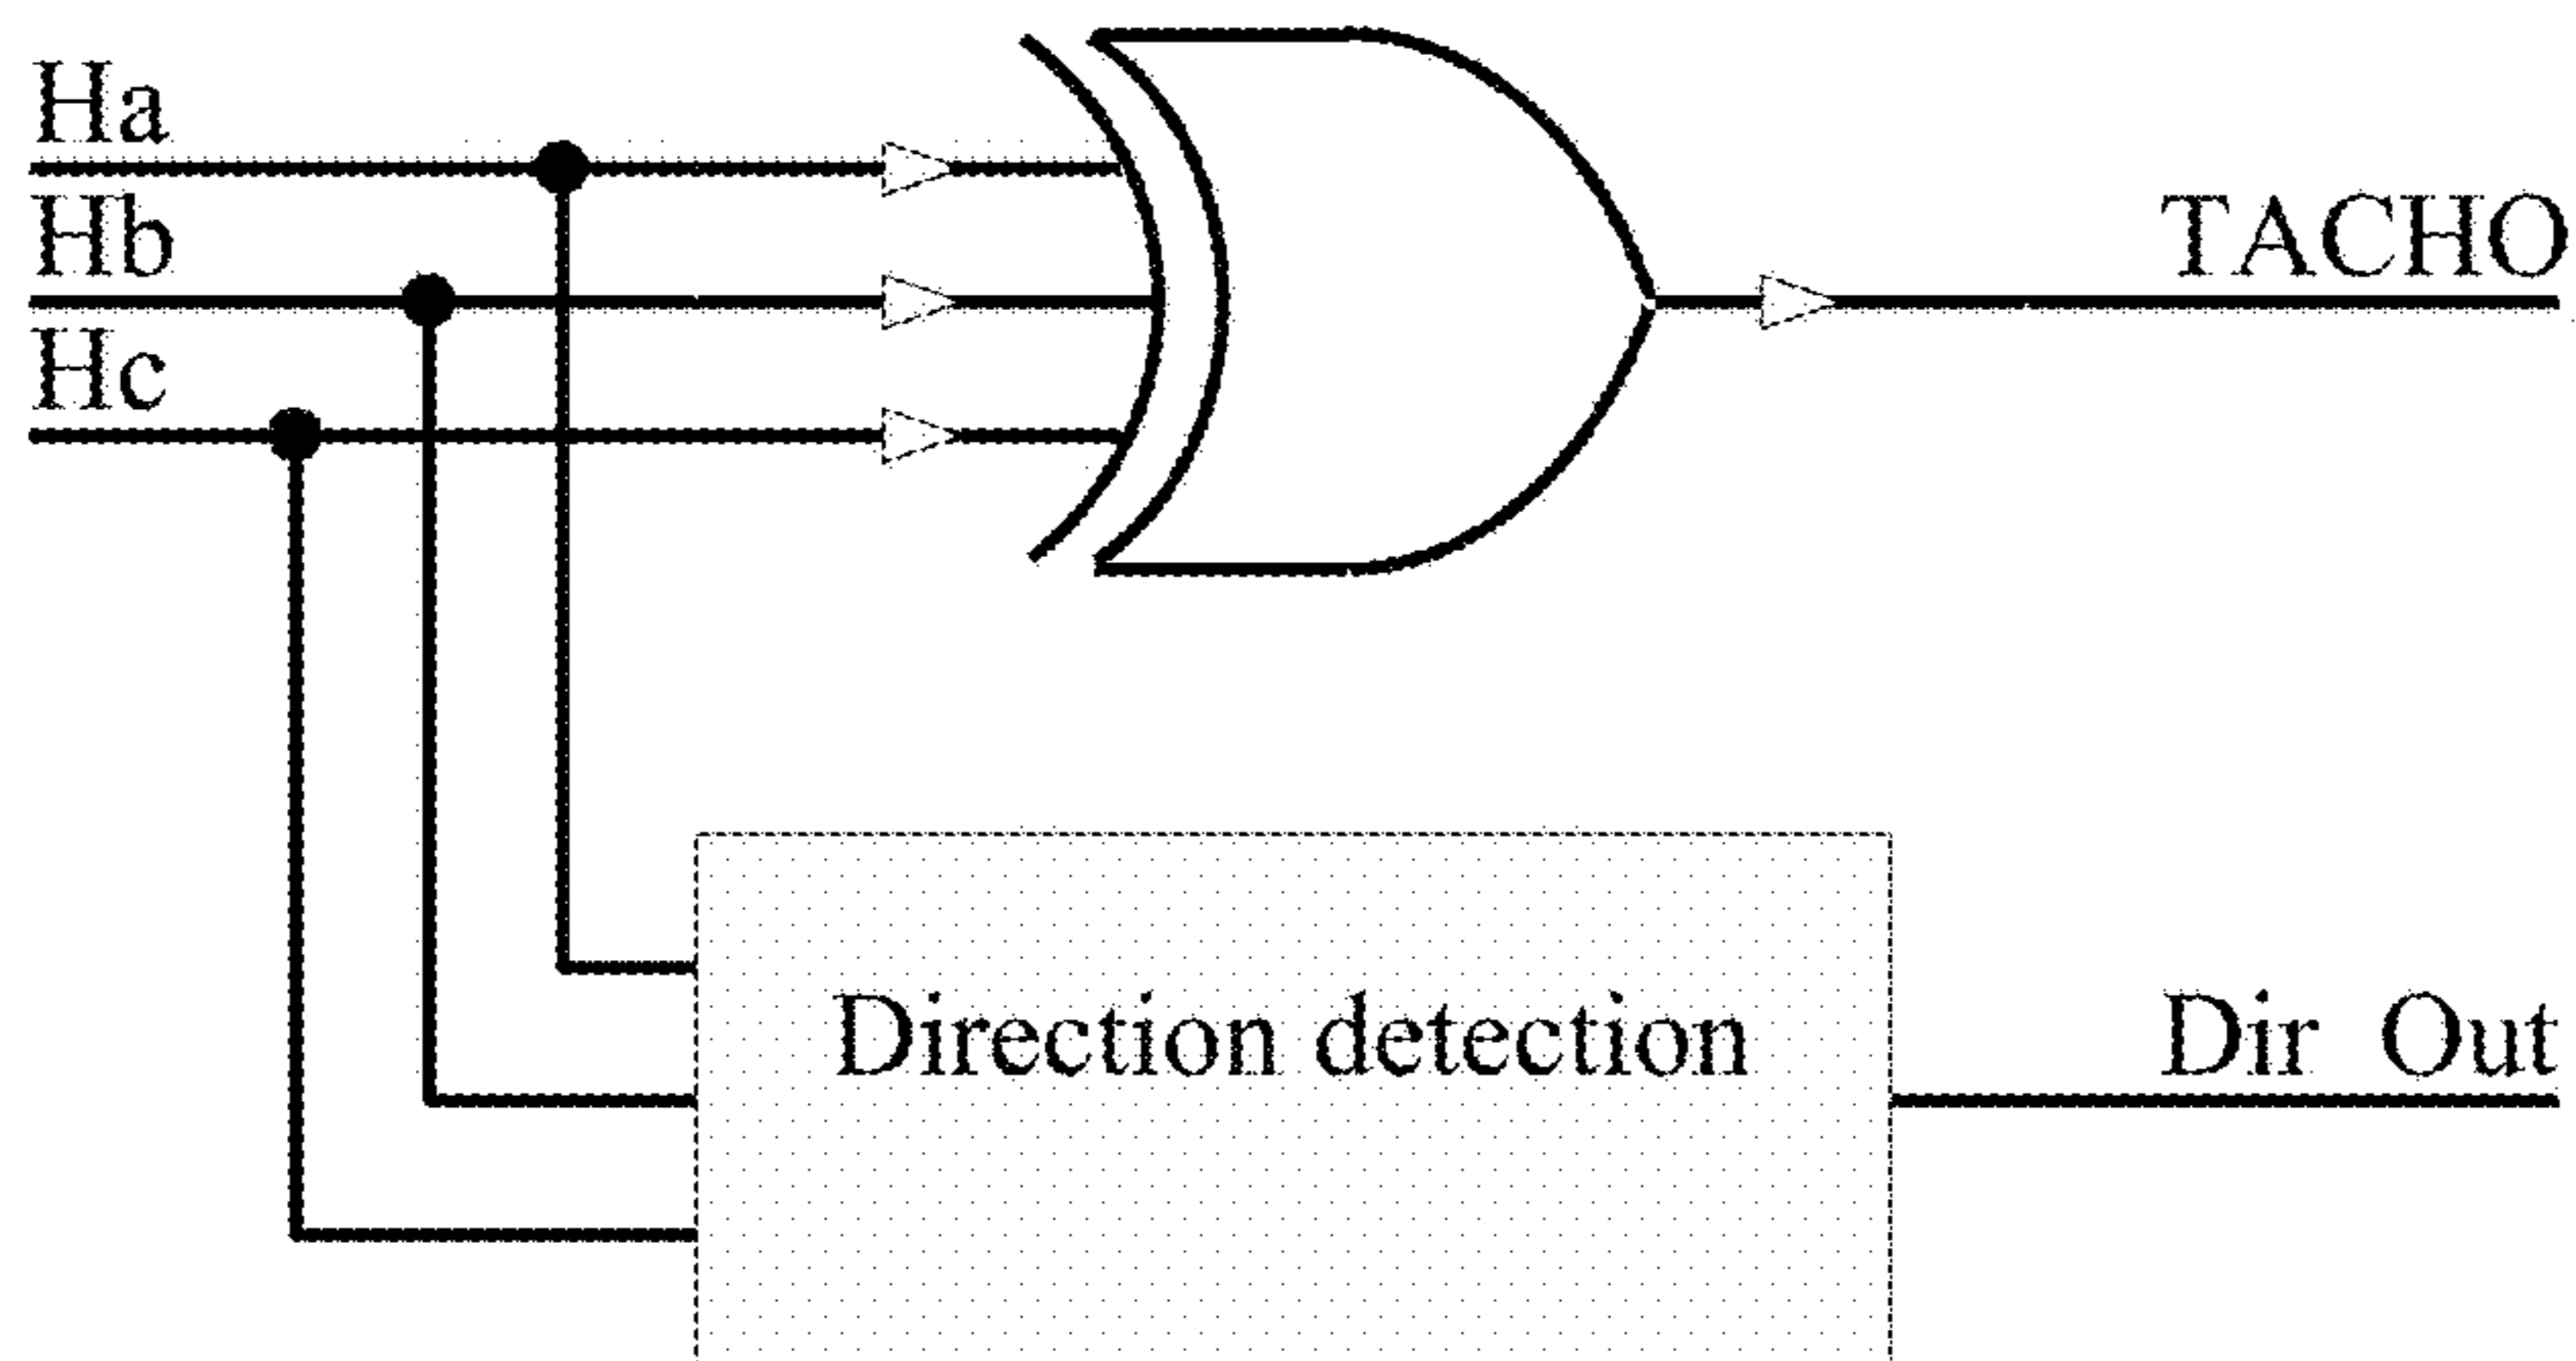 Ha
Hb
TACHO
Hc
Direction detection
Dir Out